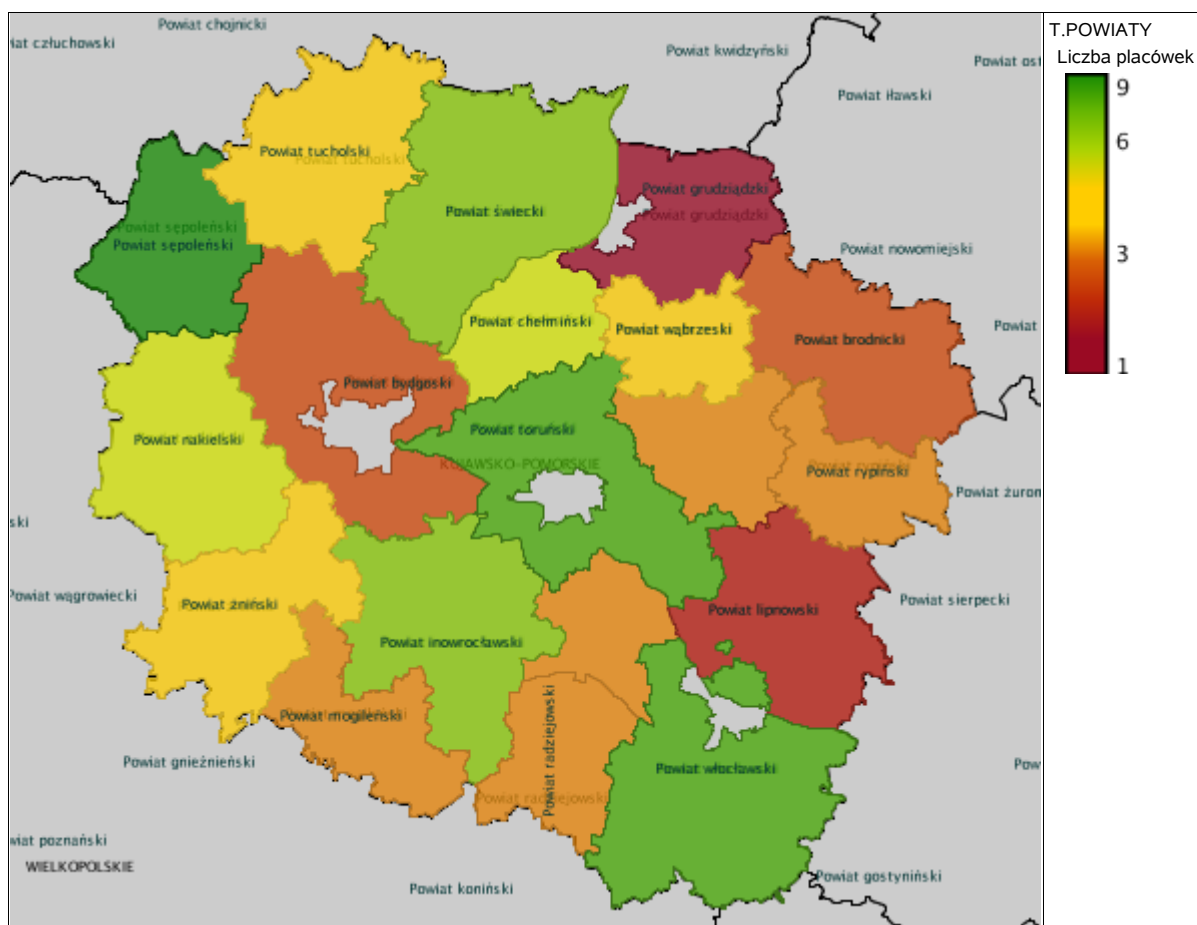 Powiat chojnicki
iat człuchowski
Powiat kwidzyński
Powiat ost
Powiat iławski
T.POWIATY
Liczba placówek
9
6
3
1
Powiat tucholski
Powiat tucholski
Powiat grudziądzki
Powiat grudziądzki
Powiat świecki
Powiat sępoleński
Powiat sępoleński
Powiat nowomiejski
Powiat chełmiński
Powiat wąbrzeski
Powiat
Powiat brodnicki
Powiat bydgoski
Powiat toruński
Powiat nakielski
KUJAWSKO-POMORSKIE
Powiat rypiński
Powiat rypiński
Powiat żuron
ski
Powiat wągrowiecki
Powiat żniński
Powiat lipnowski
Powiat sierpecki
Powiat inowrocławski
Powiat mogileński
Powiat radziejowski
Powiat radziejowski
Powiat gnieźnieński
Powiat włocławski
Pow
wiat poznański
WIELKOPOLSKIE
Powiat koniński
Powiat gostyniński